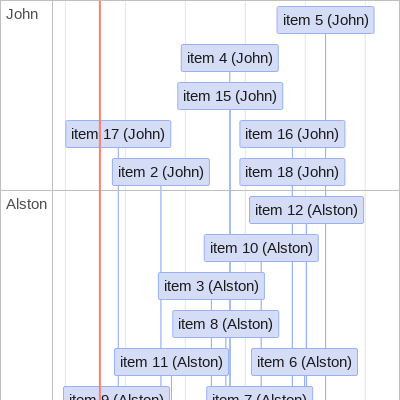 John
item 5 (John)
item 4 (John)
item 15 (John)
item 17 (John)
item 16 (John)
item 2 (John)
item 18 (John)
Alston
item 12 (Alston)
item 10 (Alston)
item 3 (Alston)
item 8 (Alston)
item 11 (Alston)
item 6 (Alston)
item 9 (Alston)
item 7 (Alston)